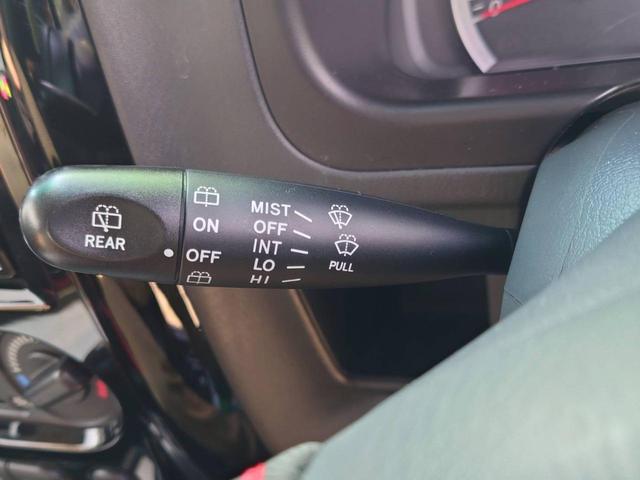 REAR
ON
OFF
MIST
OFF
INT
LO
HI
PULL